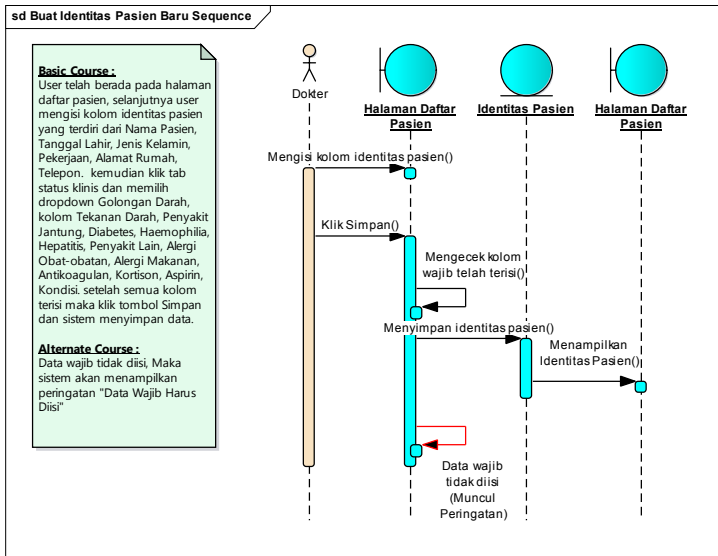 sd Buat Identitas Pasien Baru Sequence
Basic Course :
User telah berada pada halaman
daftar pasien, selanjutnya user
mengisi kolom identitas pasien
yang terdiri dari Nama Pasien,
Tanggal Lahir, Jenis Kelamin,
Pekerjaan, Alamat Rumah,
Telepon. kemudian klik tab
status klinis dan memilih
dropdown Golongan Darah,
kolom Tekanan Darah, Penyakit
Jantung, Diabetes, Haemophilia,
Hepatitis, Penyakit Lain, Alergi
Obat-obatan, Alergi Makanan,
Antikoagulan, Kortison, Aspirin,
Kondisi. setelah semua kolom
terisi maka klik tombol Simpan
dan sistem menyimpan data.
Alternate Course :
Data wajib tidak diisi, Maka
sistem akan menampilkan
peringatan "Data Wajib Harus
Diisi"
Dokter
Halaman Daftar
Pasien
Identitas Pasien
Halaman Daftar
Pasien
Mengisi kolom identitas pasien()
Klik Simpan()
Mengecek kolom
wajib telah terisi()
Menyimpan identitas pasien()
Menampilkan
Identitas Pasien()
Data wajib
tidak diisi
(Muncul
Peringatan)